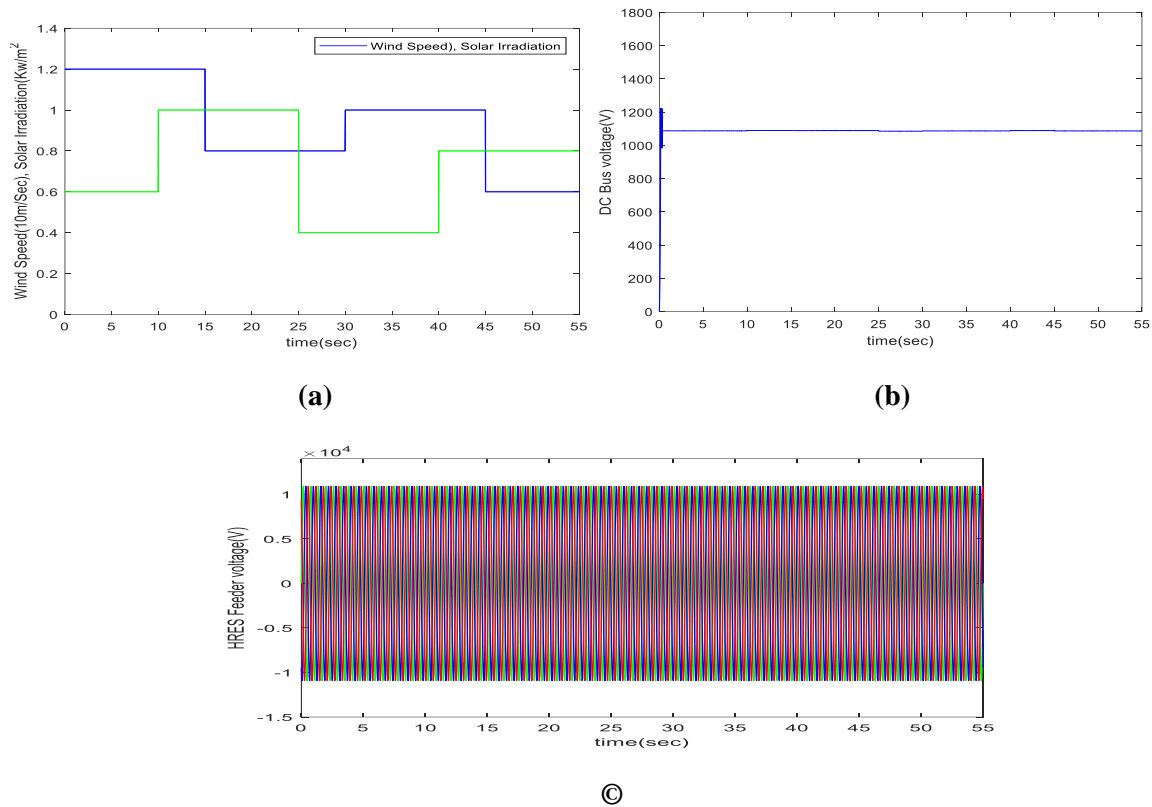 Wind Speed(10m/Sec), Solar Irradiation(Kw/m²
1.4
1.2
1
0.8
0.6
0.4
0.2
0
Wind Speed), Solar Irradiation
0 5 10 15 20 25 30 35 40 45 50 55
time(sec)
(a)
DC Bus voltage(V)
1800
1600
1400
1200
1000
800
600
400
200
0
0 5 10 15 20 25 30 35 40 45 50 55
time(sec)
(b)
× 10⁴
HRES Feeder voltage(V)
1
0.5
0
-0.5
-1
-1.5
0 5 10 15 20 25 30 35 40 45 50 55
time(sec)
©